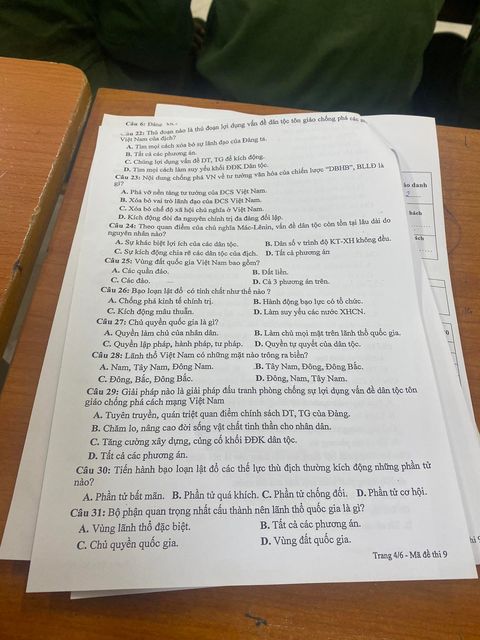 Câu 6: Đảng
Câu 22: Thủ đoạn nào là thủ đoạn lợi dụng vấn đề dân tộc tôn giáo chống phá các
Việt Nam của địch?
A. Tìm mọi cách xóa bỏ sự lãnh đạo của Đảng ta.
B. Tất cả các phương án.
C. Chúng lợi dụng vấn đề DT, TG để kích động.
D. Tìm mọi cách làm suy yếu khối ĐĐK Dân tộc.
Câu 23: Nội dung chống phá VN về tư tưởng văn hóa của chiến lược "DBHB", BLLĐ là
gì?
A. Phá vỡ nền tảng tư tưởng của ĐCS Việt Nam.
B. Xóa bỏ vai trò lãnh đạo của ĐCS Việt Nam.
C. Xóa bỏ chế độ xã hội chủ nghĩa ở Việt Nam.
D. Kích động đòi đa nguyên chính trị đa đảng đối lập.
Câu 24: Theo quan điểm của chủ nghĩa Mác-Lênin, vấn đề dân tộc còn tồn tại lâu dài do
nguyên nhân nào?
A. Sự khác biệt lợi ích của các dân tộc. B. Dân số v trình độ KT-XH không đều.
C. Sự kích động chia rẽ các dân tộc của địch. D. Tất cả phương án
Câu 25: Vùng đất quốc gia Việt Nam bao gồm?
A. Các quần đảo. B. Đất liền.
C. Các đảo. D. Cả 3 phương án trên.
Câu 26: Bạo loạn lật đổ có tính chất như thế nào ?
A. Chống phá kinh tế chính trị. B. Hành động bạo lực có tổ chức.
C. Kích động mâu thuẫn. D. Làm suy yếu các nước XHCN.
Câu 27: Chủ quyền quốc gia là gì?
A. Quyền làm chủ của nhân dân. B. Làm chủ mọi mặt trên lãnh thổ quốc gia.
C. Quyền lập pháp, hành pháp, tư pháp. D. Quyền tự quyết của dân tộc.
Câu 28: Lãnh thổ Việt Nam có những mặt nào trông ra biển?
A. Nam, Tây Nam, Đông Nam. B. Tây Nam, Đông, Đông Bắc.
C. Đông, Bắc, Đông Bắc. D. Đông, Nam, Tây Nam.
Câu 29: Giải pháp nào là giải pháp đấu tranh phòng chống sự lợi dụng vấn đề dân tộc tôn
giáo chống phá cách mạng Việt Nam
A. Tuyên truyền, quán triệt quan điểm chính sách DT, TG của Đảng.
B. Chăm lo, nâng cao đời sống vật chất tinh thần cho nhân dân.
C. Tăng cường xây dựng, củng cố khối ĐĐK dân tộc.
D. Tất cả các phương án.
Câu 30: Tiến hành bạo loạn lật đổ các thế lực thù địch thường kích động những phần tử
nào?
A. Phần tử bất mãn. B. Phần tử quá khích. C. Phần tử chống đối. D. Phần tử cơ hội.
Câu 31: Bộ phận quan trọng nhất cấu thành nên lãnh thổ quốc gia là gì?
A. Vùng lãnh thổ đặc biệt. B. Tất cả các phương án.
C. Chủ quyền quốc gia. D. Vùng đất quốc gia.
Trang 4/6 - Mã đề thi 9
áo danh
hách